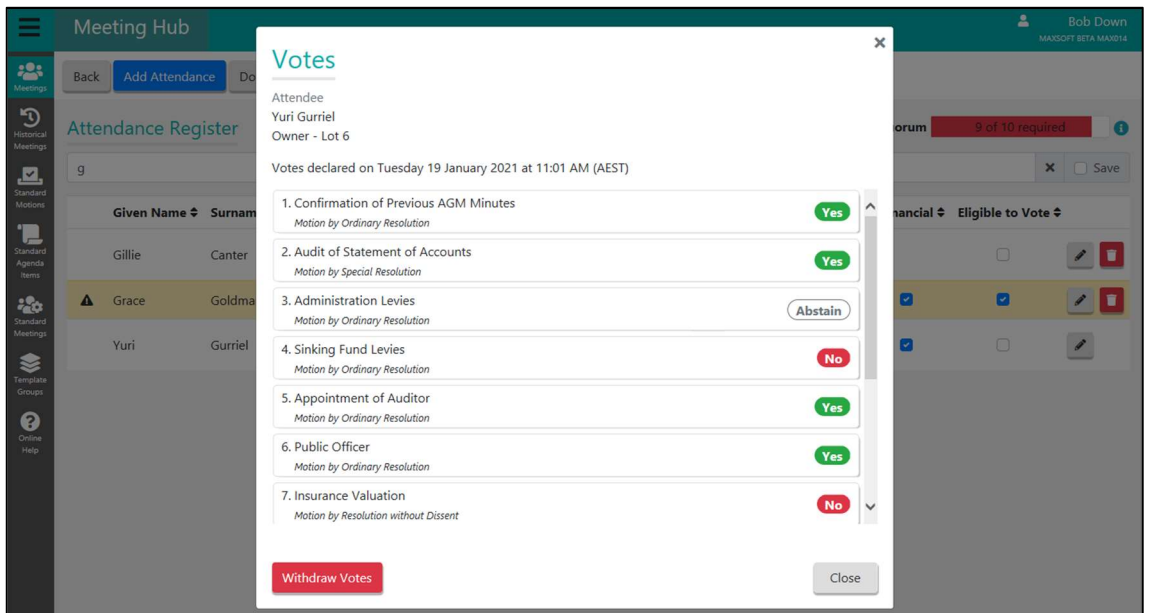 Meeting Hub
Bob Down
MAXSOFT BETA MAX014
Meetings
Historical
Meetings
Standard
Motions
Standard
Agenda
Items
Standard
Meetings
Template
Groups
Online
Help
Back
Add Attendance
Do
Attendance Register
orum
9 of 10 required
g
Save
Given Name
Surnam
nancial
Eligible to Vote
Gillie
Canter
Grace
Goldma
Yuri
Gurriel
Votes
Attendee
Yuri Gurriel
Owner - Lot 6
Votes declared on Tuesday 19 January 2021 at 11:01 AM (AEST)
1. Confirmation of Previous AGM Minutes
Motion by Ordinary Resolution
Yes
2. Audit of Statement of Accounts
Motion by Special Resolution
Yes
3. Administration Levies
Motion by Ordinary Resolution
Abstain
4. Sinking Fund Levies
Motion by Ordinary Resolution
No
5. Appointment of Auditor
Motion by Ordinary Resolution
Yes
6. Public Officer
Motion by Ordinary Resolution
Yes
7. Insurance Valuation
Motion by Resolution without Dissent
No
Withdraw Votes
Close